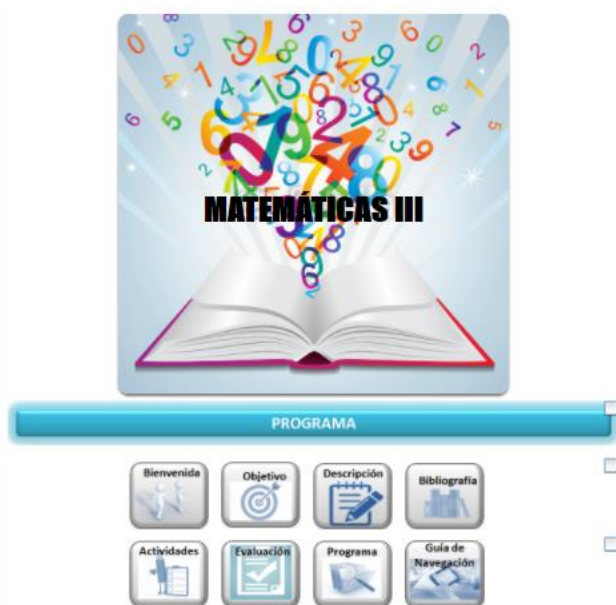 MATEMÁTICAS III
PROGRAMA
Bienvenida
Objetivo
Descripción
Bibliografía
Actividades
Evaluación
Programa
Guía de
Navegación